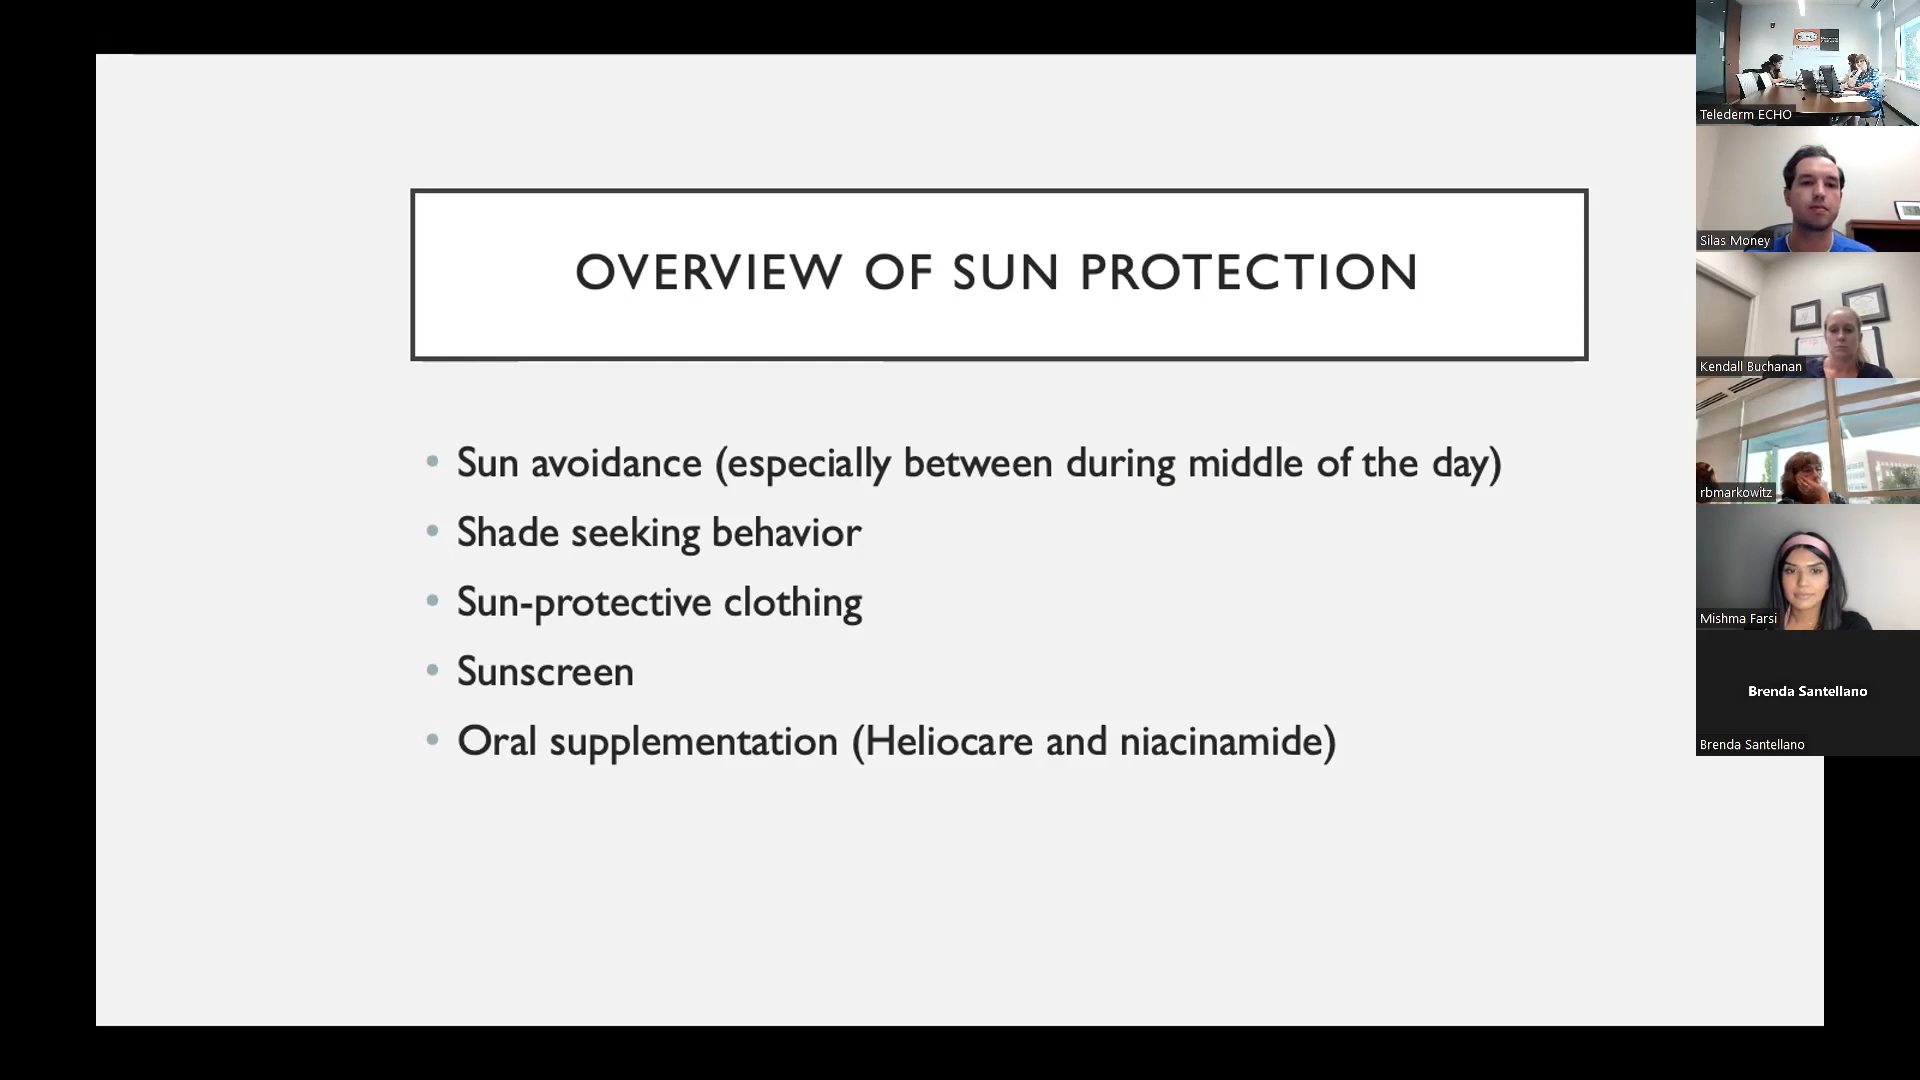 OVERVIEW OF SUN PROTECTION
• Sun avoidance (especially between during middle of the day)
• Shade seeking behavior
• Sun-protective clothing
• Sunscreen
• Oral supplementation (Heliocare and niacinamide)
Telederm ECHO
Silas Money
Kendall Buchanan
rbmarkowitz
Mishma Farsi
Brenda Santellano
Brenda Santellano